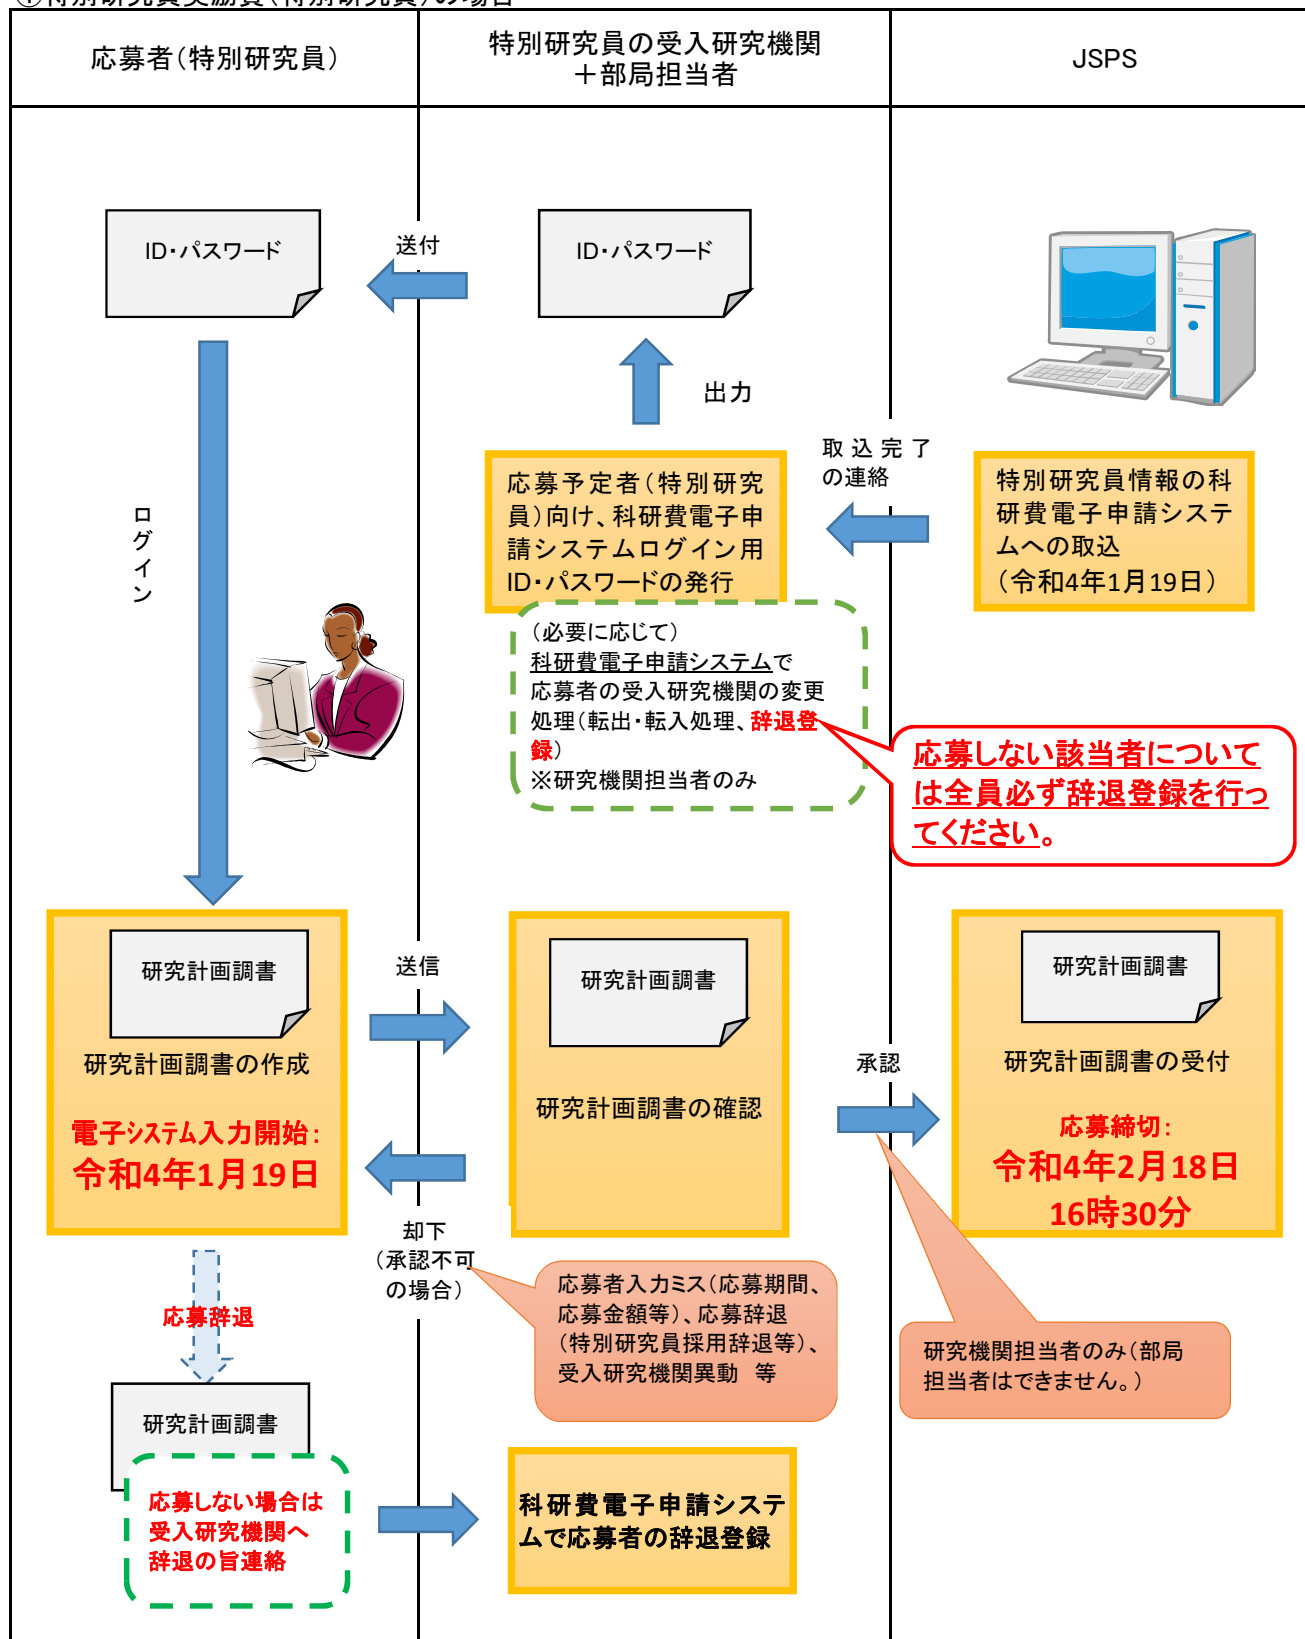 ①特別研究員奨励費（特別研究員）の場合
応募者（特別研究員）
特別研究員の受入研究機関
＋部局担当者
JSPS
ID・パスワード
送付
ID・パスワード
出力
取込完了
の連絡
応募予定者（特別研究
員）向け、科研費電子申
請システムログイン用
ID・パスワードの発行
特別研究員情報の科
研費電子申請システ
ムへの取込
（令和4年1月19日）
ログイン
（必要に応じて）
科研費電子申請システムで
応募者の受入研究機関の変更
処理（転出・転入処理、辞退登
録）
※研究機関担当者のみ
応募しない該当者について
は全員必ず辞退登録を行っ
てください。
研究計画調書
研究計画調書の作成
電子システム入力開始：
令和4年1月19日
送信
研究計画調書
研究計画調書の確認
承認
研究計画調書
研究計画調書の受付
応募締切：
令和4年2月18日
16時30分
却下
（承認不可
の場合）
応募者入力ミス（応募期間、
応募金額等）、応募辞退
（特別研究員採用辞退等）、
受入研究機関異動　等
研究機関担当者のみ（部局
担当者はできません。）
応募辞退
研究計画調書
応募しない場合は
受入研究機関へ
辞退の旨連絡
科研費電子申請システ
ムで応募者の辞退登録